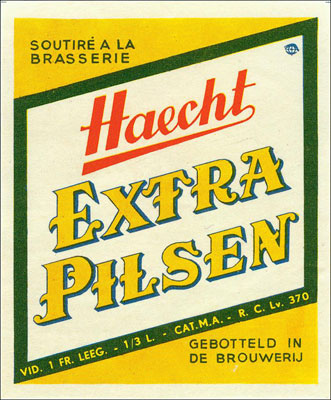 SOUTIRÉ A LA
BRASSERIE
Haecht
EXTRA
PILSEN
VID. 1 FR. LEEG. - 1/3 L. - CAT.M.A. - R. C. Lv. 370
GEBOTTELD IN
DE BROUWERIJ